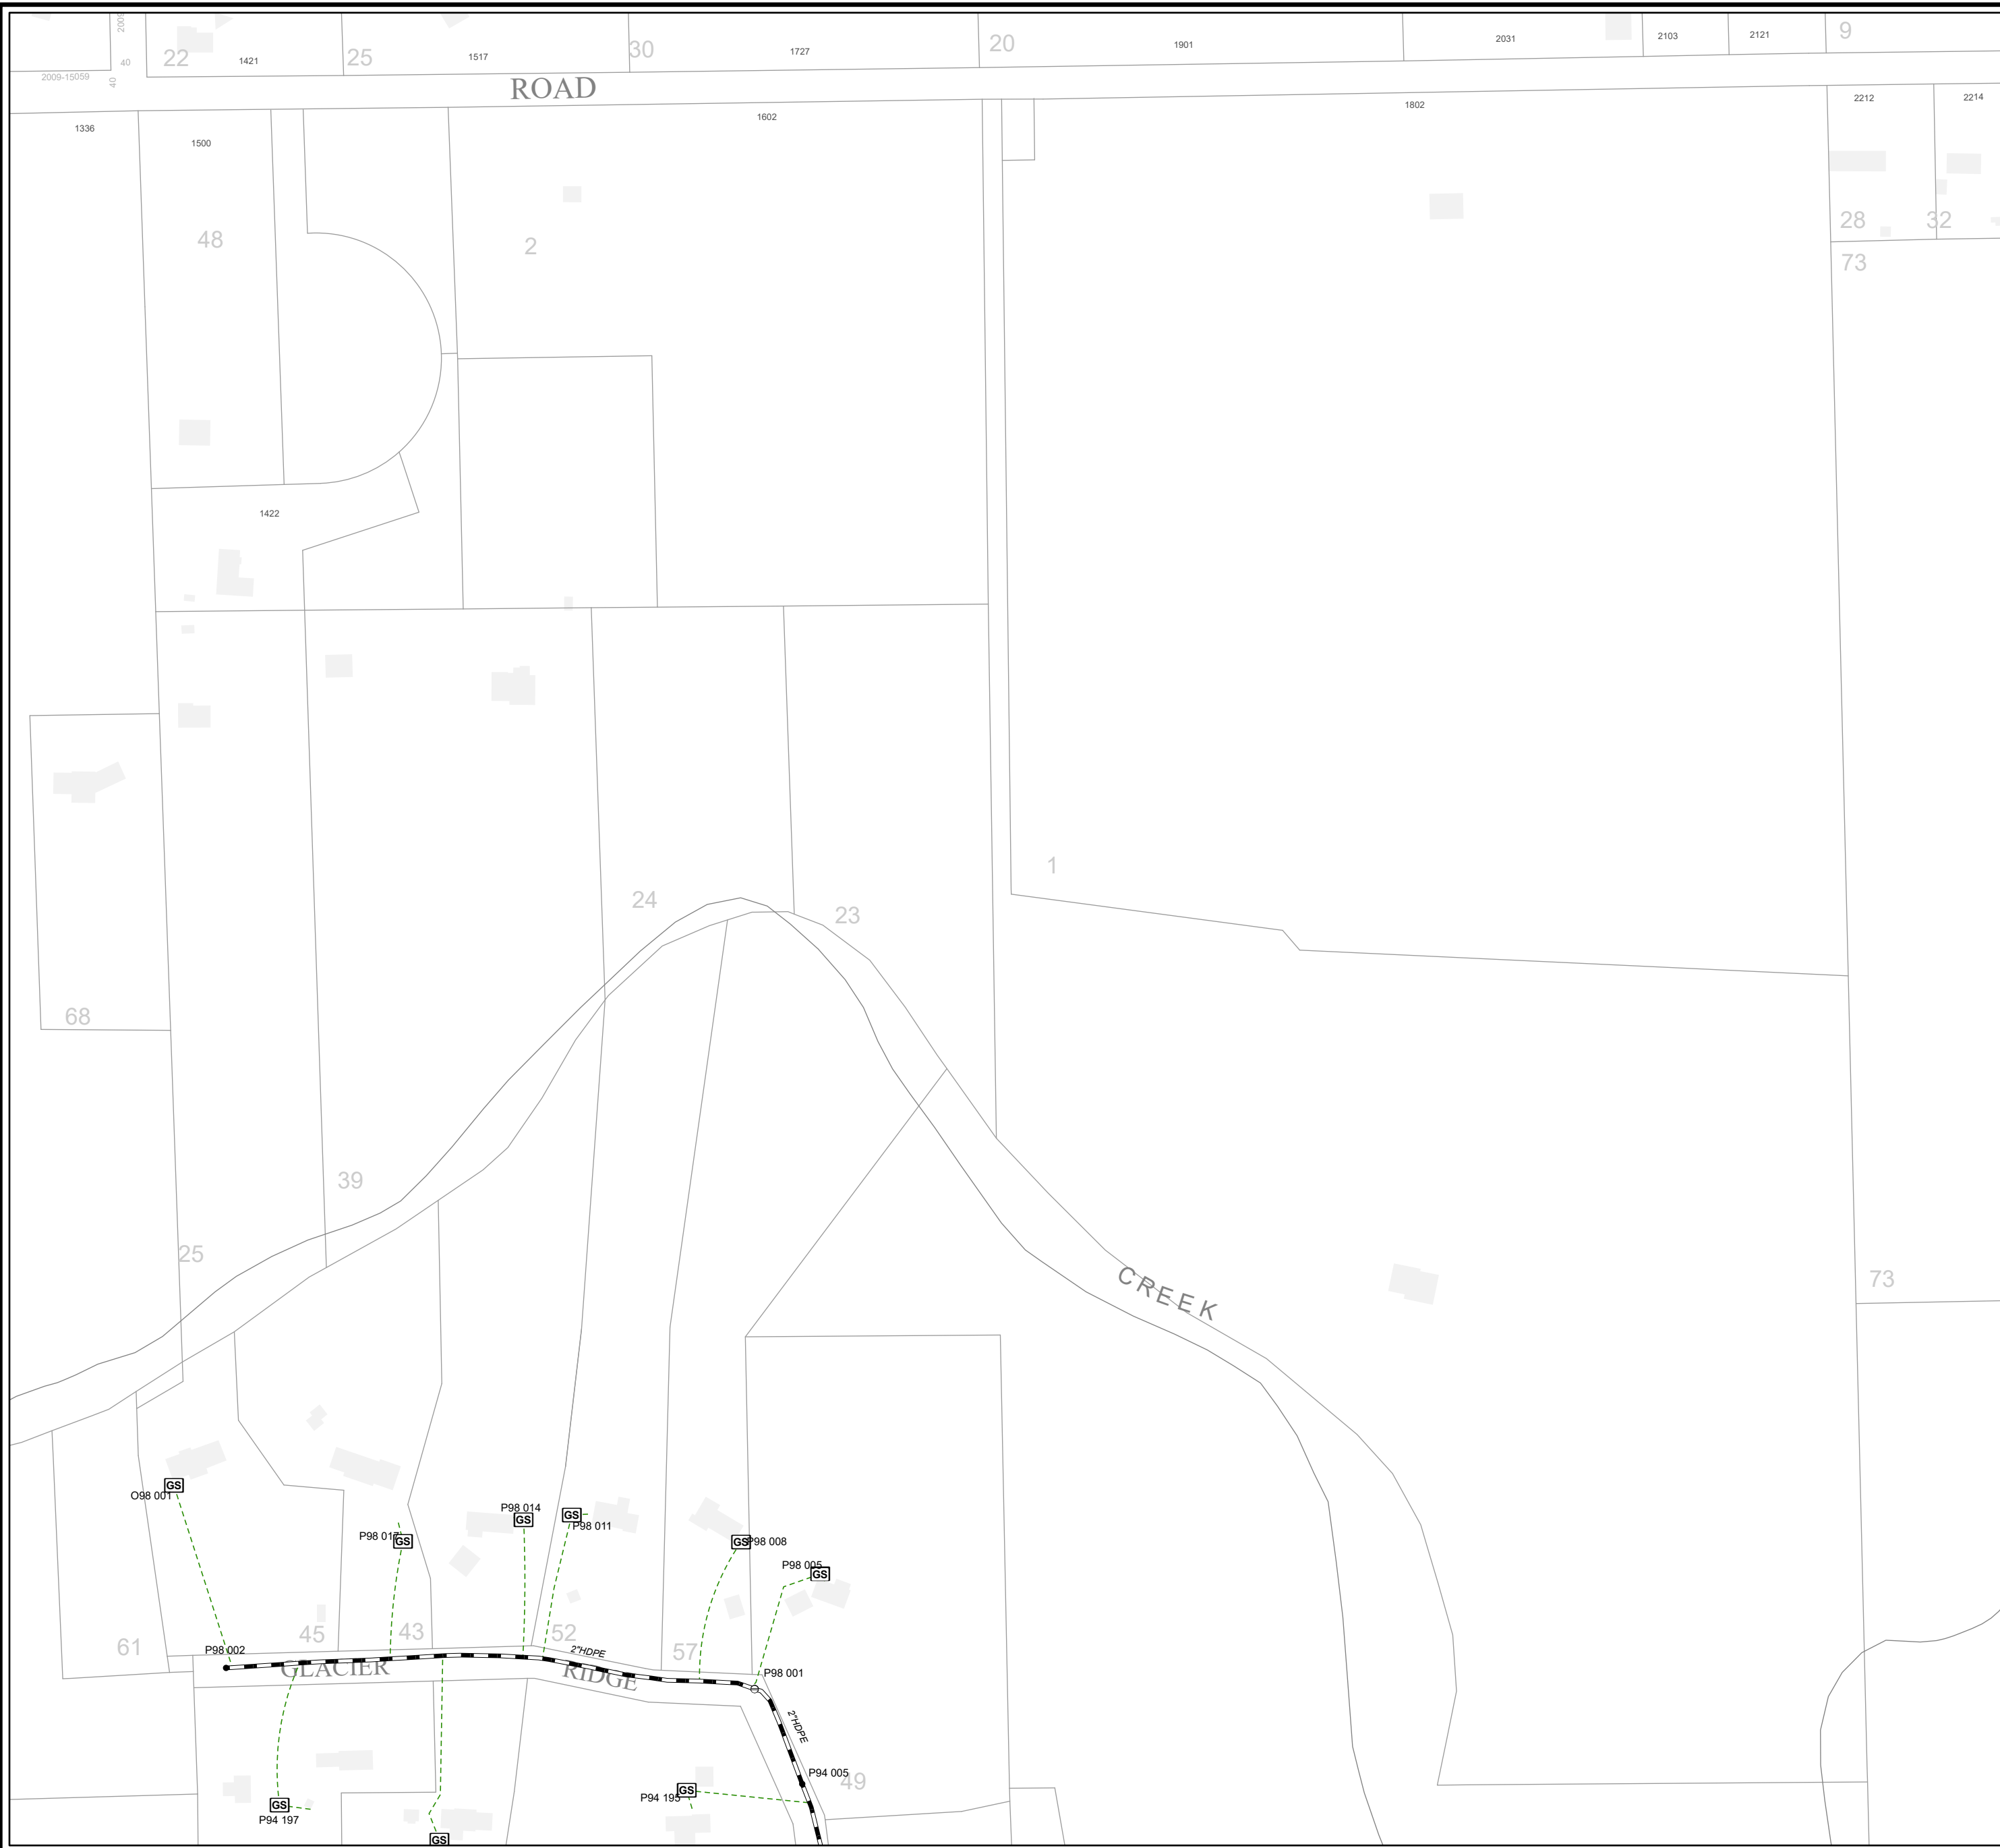 2009
22
1421
25
1517
30
1727
20
1901
2031
2103
2121
9
40
2009-15059
40
ROAD
1336
1500
1602
1802
2212
2214
48
2
28
32
73
1422
1
24
23
68
39
25
CREEK
73
GS
O98 001
P98 014
GS
GS
P98 011
P98 017
GS
GS
P98 008
P98 005
GS
61
45
43
52
57
P98 002
2"HDPE
GLACIER
RIDGE
P98 001
2"HDPE
P94 005
49
GS
P94 195
GS
P94 197
GS